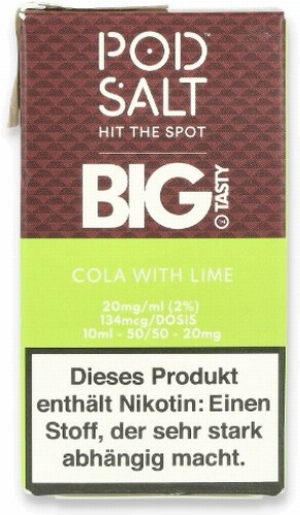 POD™
SALT
HIT THE SPOT
BIG!
TASTY
COLA WITH LIME
20mg/ml (2%)
134mcg/DOSIS
10ml - 50/50 - 20mg
Dieses Produkt
enthält Nikotin: Einen
Stoff, der sehr stark
abhängig macht.